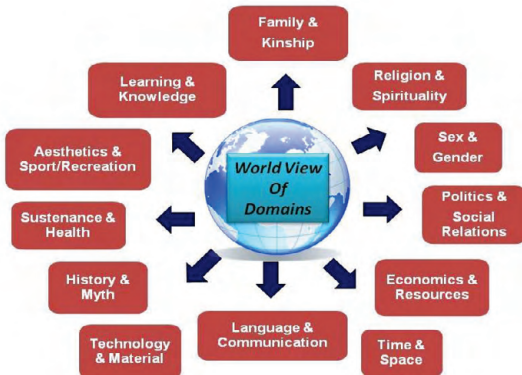 Family &
Kinship
Religion &
Spirituality
Sex &
Gender
Politics &
Social
Relations
Economics &
Resources
Time &
Space
Language &
Communication
Technology
& Material
History &
Myth
Sustenance &
Health
Aesthetics &
Sport/Recreation
Learning &
Knowledge
World View
Of
Domains